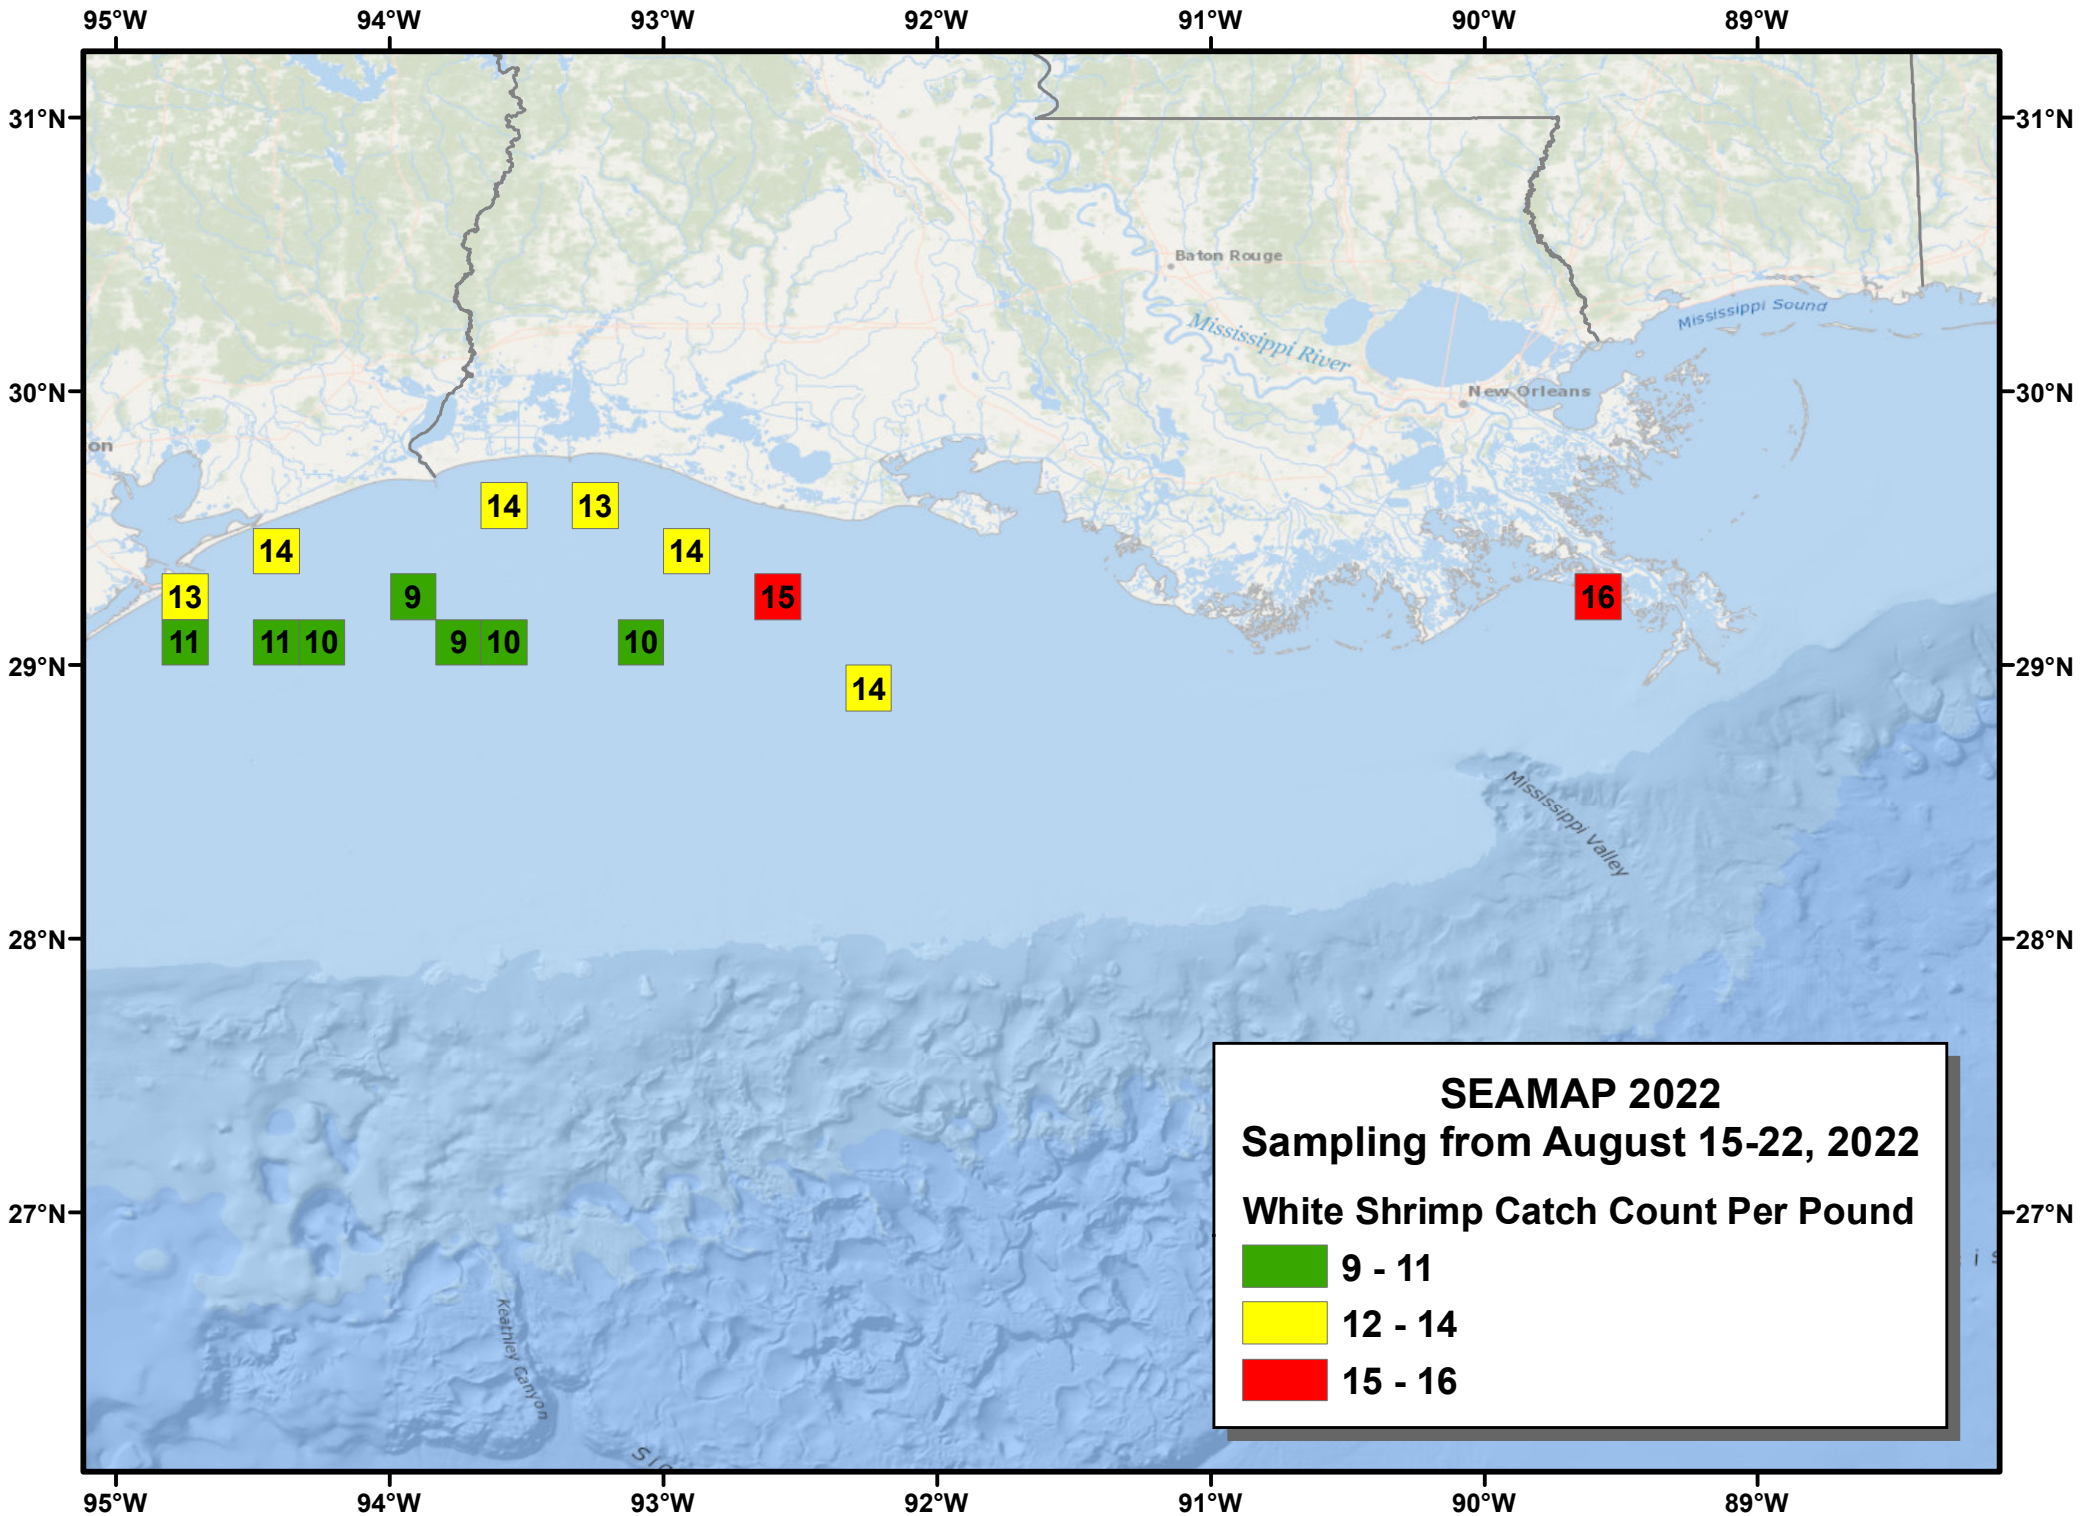 95°W 94°W 93°W 92°W 91°W 90°W 89°W
31°N 31°N
Baton Rouge
Mississippi Sound
Mississippi River
30°N New Orleans 30°N
on
14 13
14 14
13 9 15 16
11 11 10 9 10 10
29°N 29°N
14
Mississippi Valley
28°N 28°N
SEAMAP 2022
Sampling from August 15-22, 2022
White Shrimp Catch Count Per Pound
27°N 27°N
9 - 11
12 - 14
15 - 16
Keathley Canyon
95°W 94°W 93°W 92°W 91°W 90°W 89°W